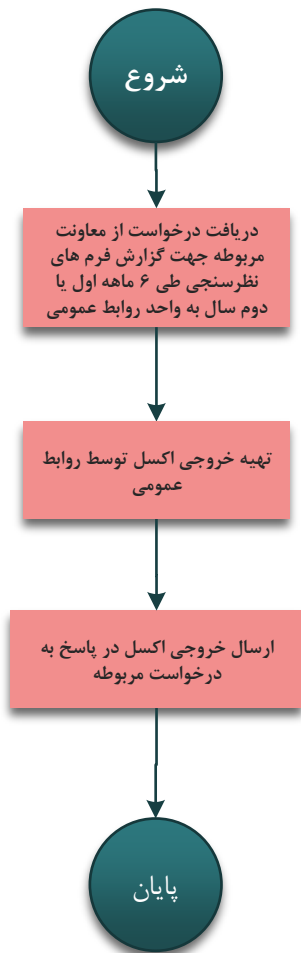 شروع
دریافت درخواست از معاونت
مربوطه جهت گزارش فرم های
نظرسنجی طی ۶ ماهه اول یا
دوم سال به واحد روابط عمومی
تهیه خروجی اکسل توسط روابط
عمومی
ارسال خروجی اکسل در پاسخ به
درخواست مربوطه
پایان